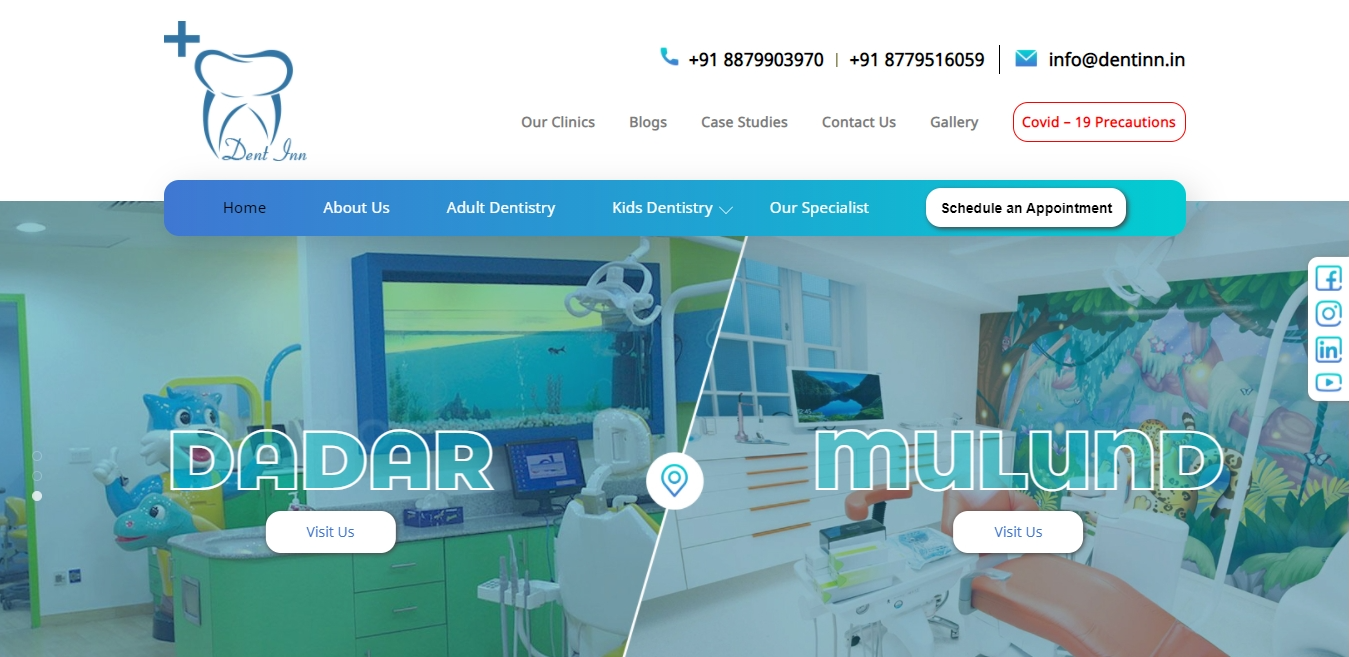 +91 8879903970 | +91 8779516059 info@dentinn.in
Dent Inn
Our Clinics Blogs Case Studies Contact Us Gallery Covid – 19 Precautions
Home About Us Adult Dentistry Kids Dentistry Our Specialist Schedule an Appointment
DADAR
MULUND
Visit Us
Visit Us